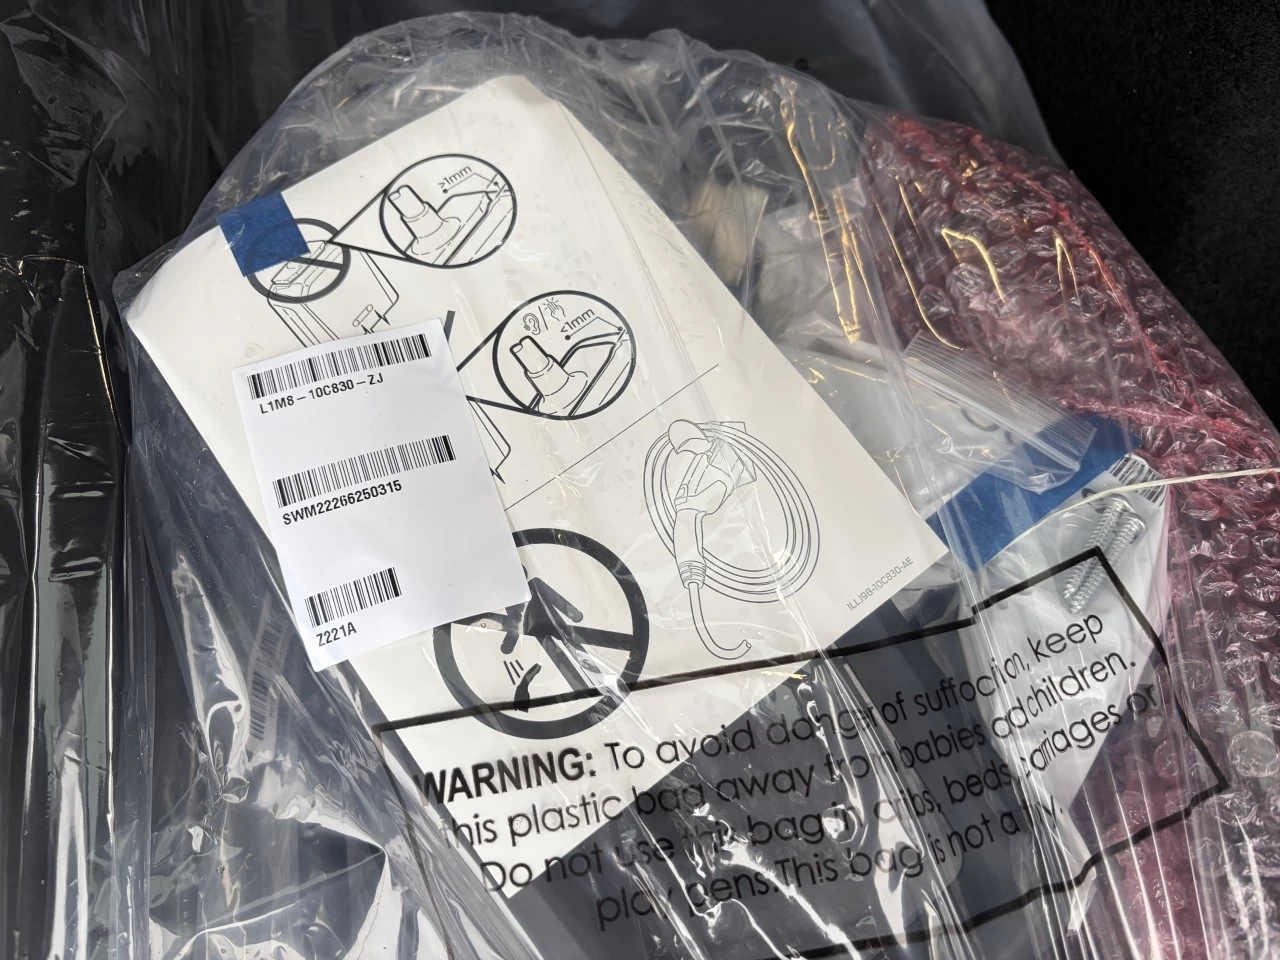 >1mm
<1mm
L1M8-10C830-ZJ
SWM22266250315
Z221A
ILLJ98-10C830-AE
WARNING: To avoid danger of suffocation, keep
this plastic bag away from babies adchildren.
Do not use this bag in cribs, beds, carriages or
play pens.This bag is not a toy.